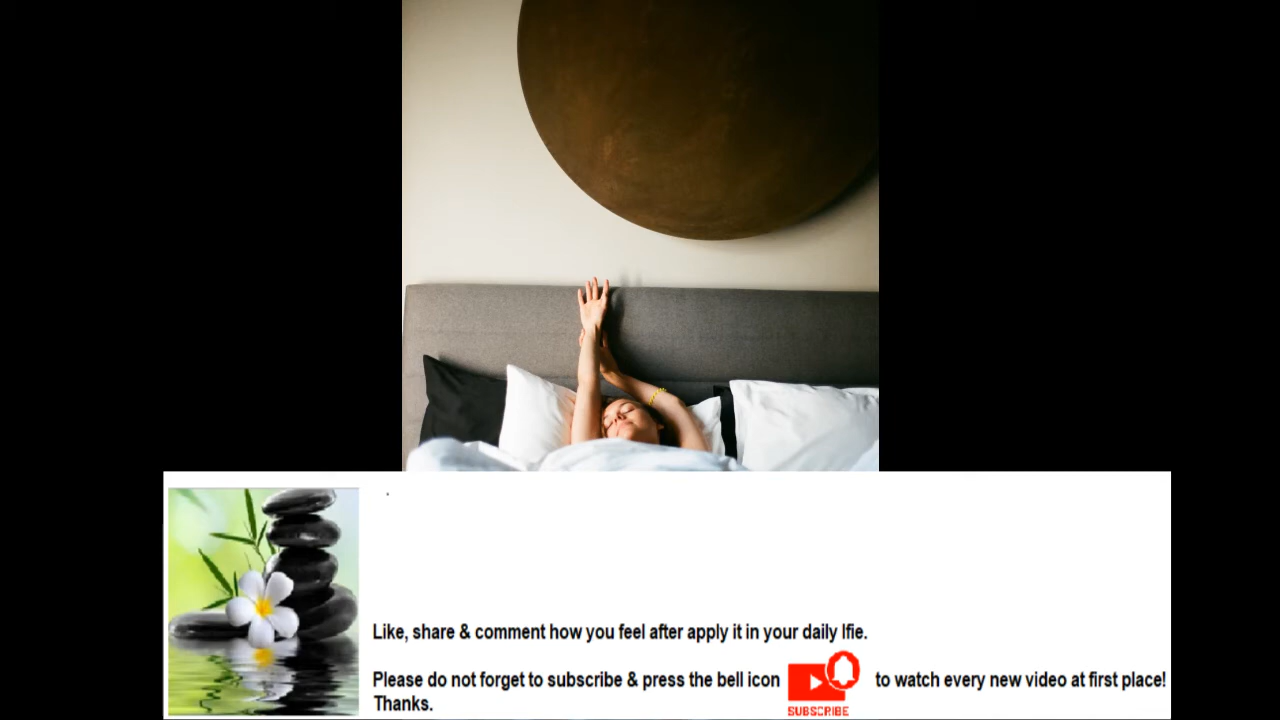 Like, share & comment how you feel after apply it in your daily lfie.
Please do not forget to subscribe & press the bell icon to watch every new video at first place!
SUBSCRIBE
Thanks.